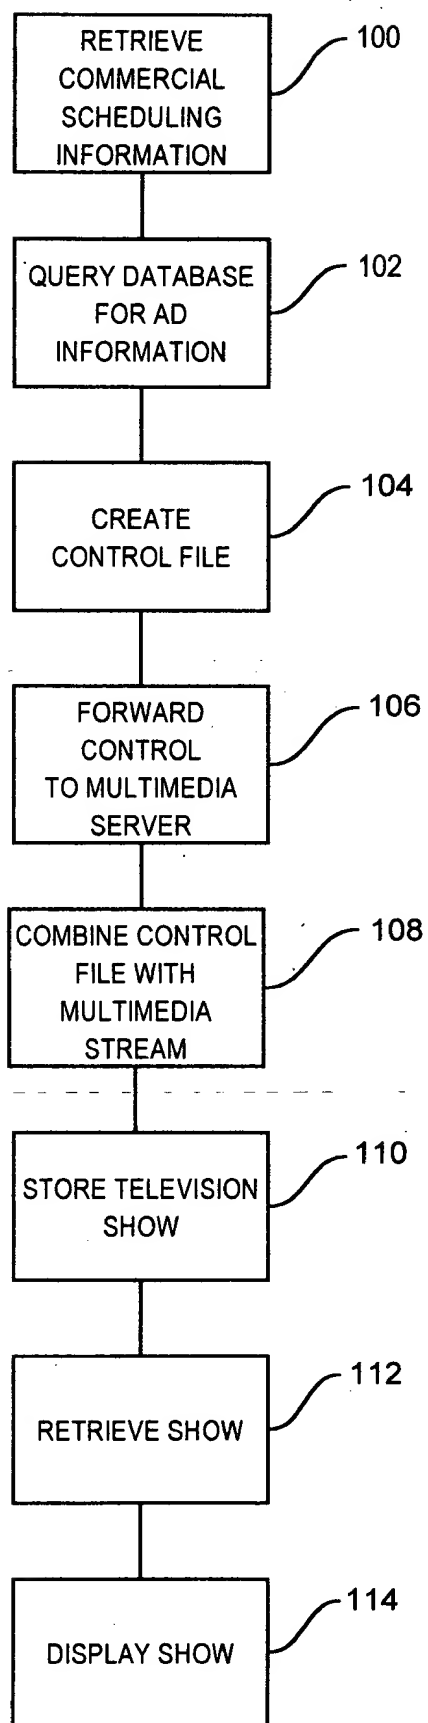 RETRIEVE
COMMERCIAL
SCHEDULING
INFORMATION
100
QUERY DATABASE
FOR AD
INFORMATION
102
CREATE
CONTROL FILE
104
FORWARD
CONTROL
TO MULTIMEDIA
SERVER
106
COMBINE CONTROL
FILE WITH
MULTIMEDIA
STREAM
108
STORE TELEVISION
SHOW
110
RETRIEVE SHOW
112
DISPLAY SHOW
114